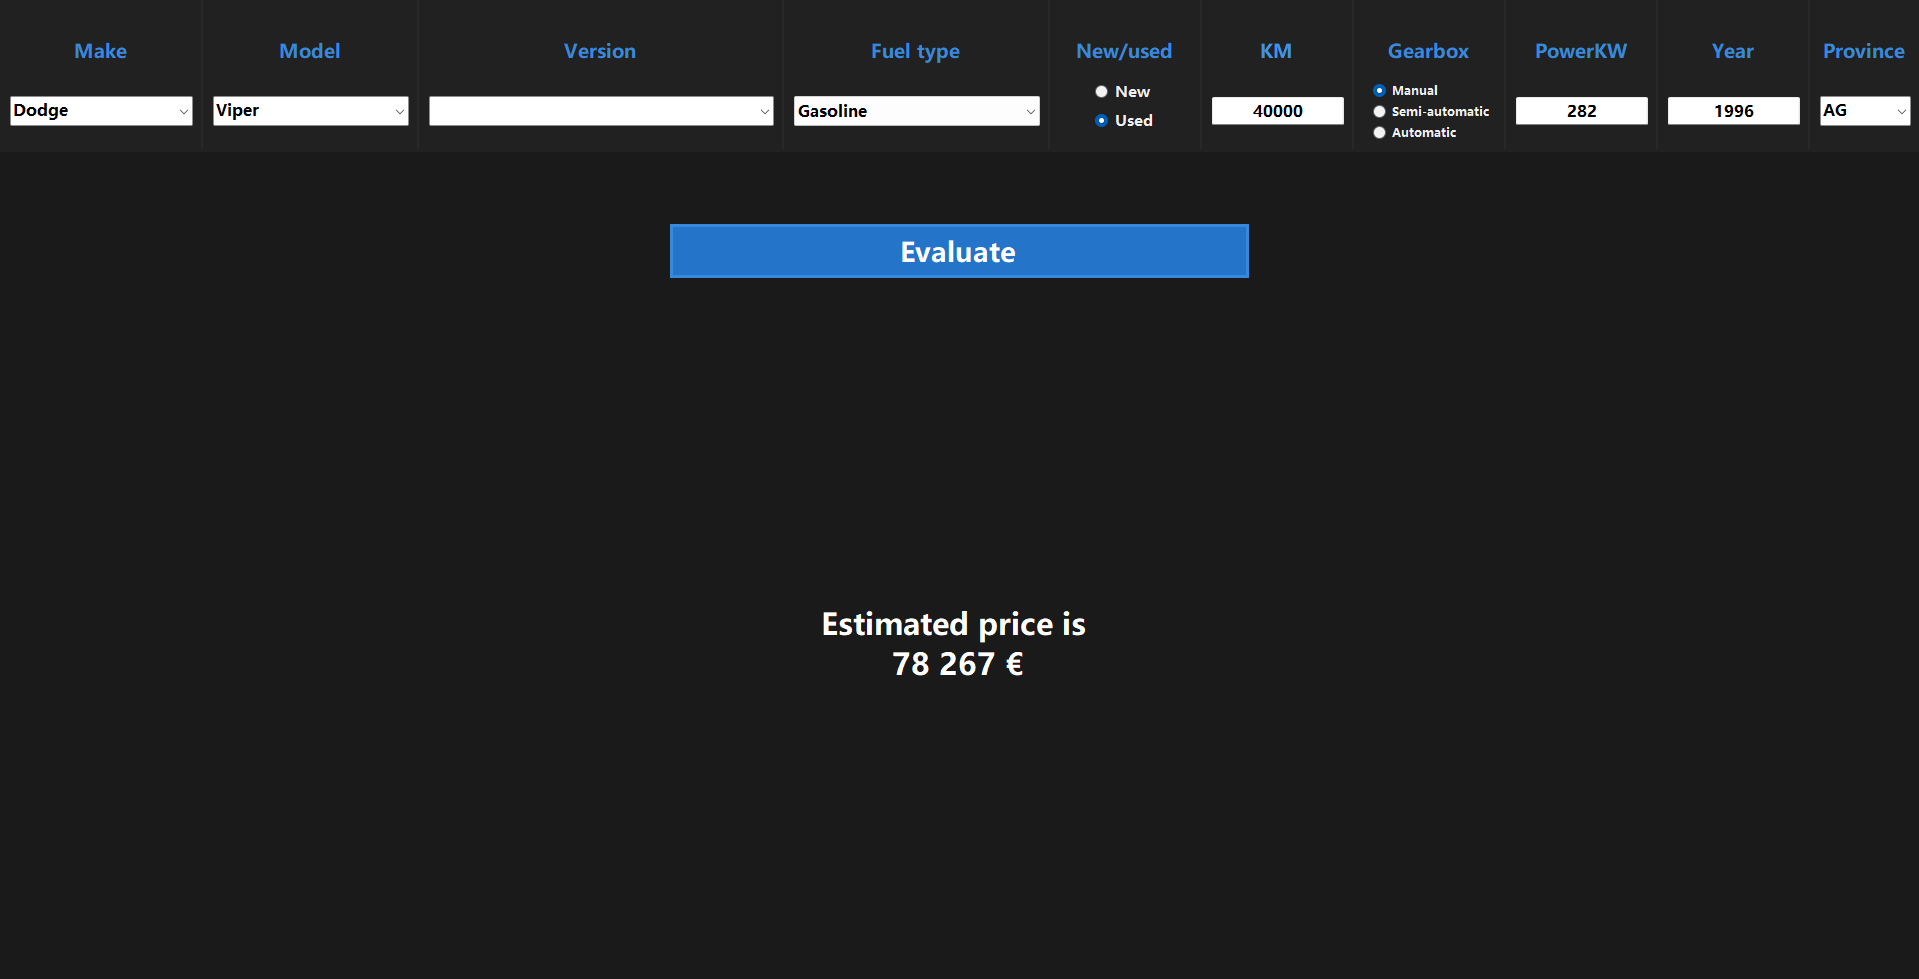 Make Model Version Fuel type New/used KM Gearbox PowerKW Year Province
Dodge Viper Gasoline New Used 40000 Manual Semi-automatic Automatic 282 1996 AG
Evaluate
Estimated price is
78 267 €